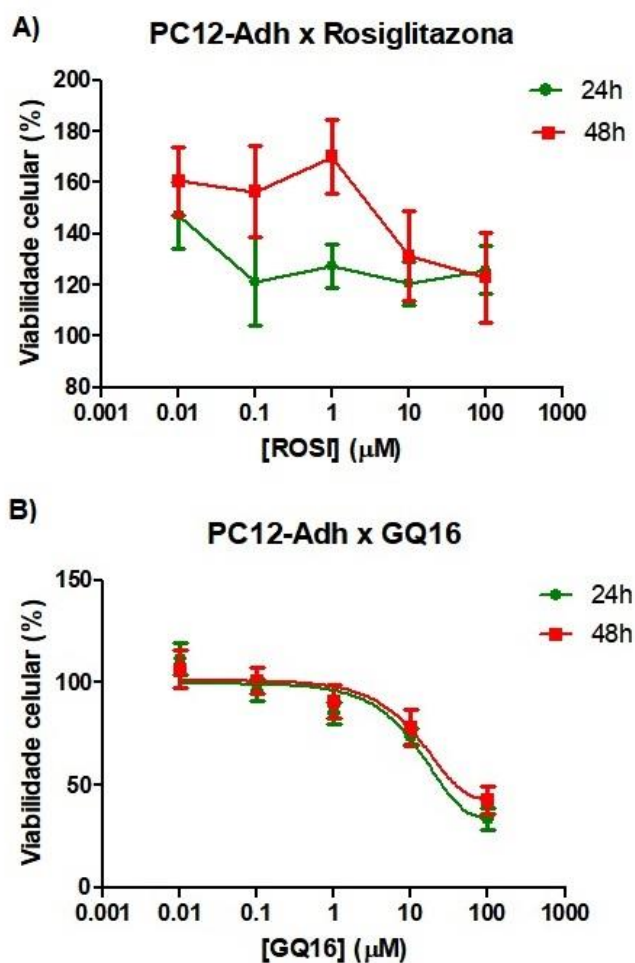 A)
PC12-Adh x Rosiglitazona
Viabilidade celular (%)
200
180
160
140
120
100
80
0.001 0.01 0.1 1 10 100 1000
[ROSI] (µM)
24h
48h
B)
PC12-Adh x GQ16
Viabilidade celular (%)
150
100
50
0
0.001 0.01 0.1 1 10 100 1000
[GQ16] (µM)
24h
48h